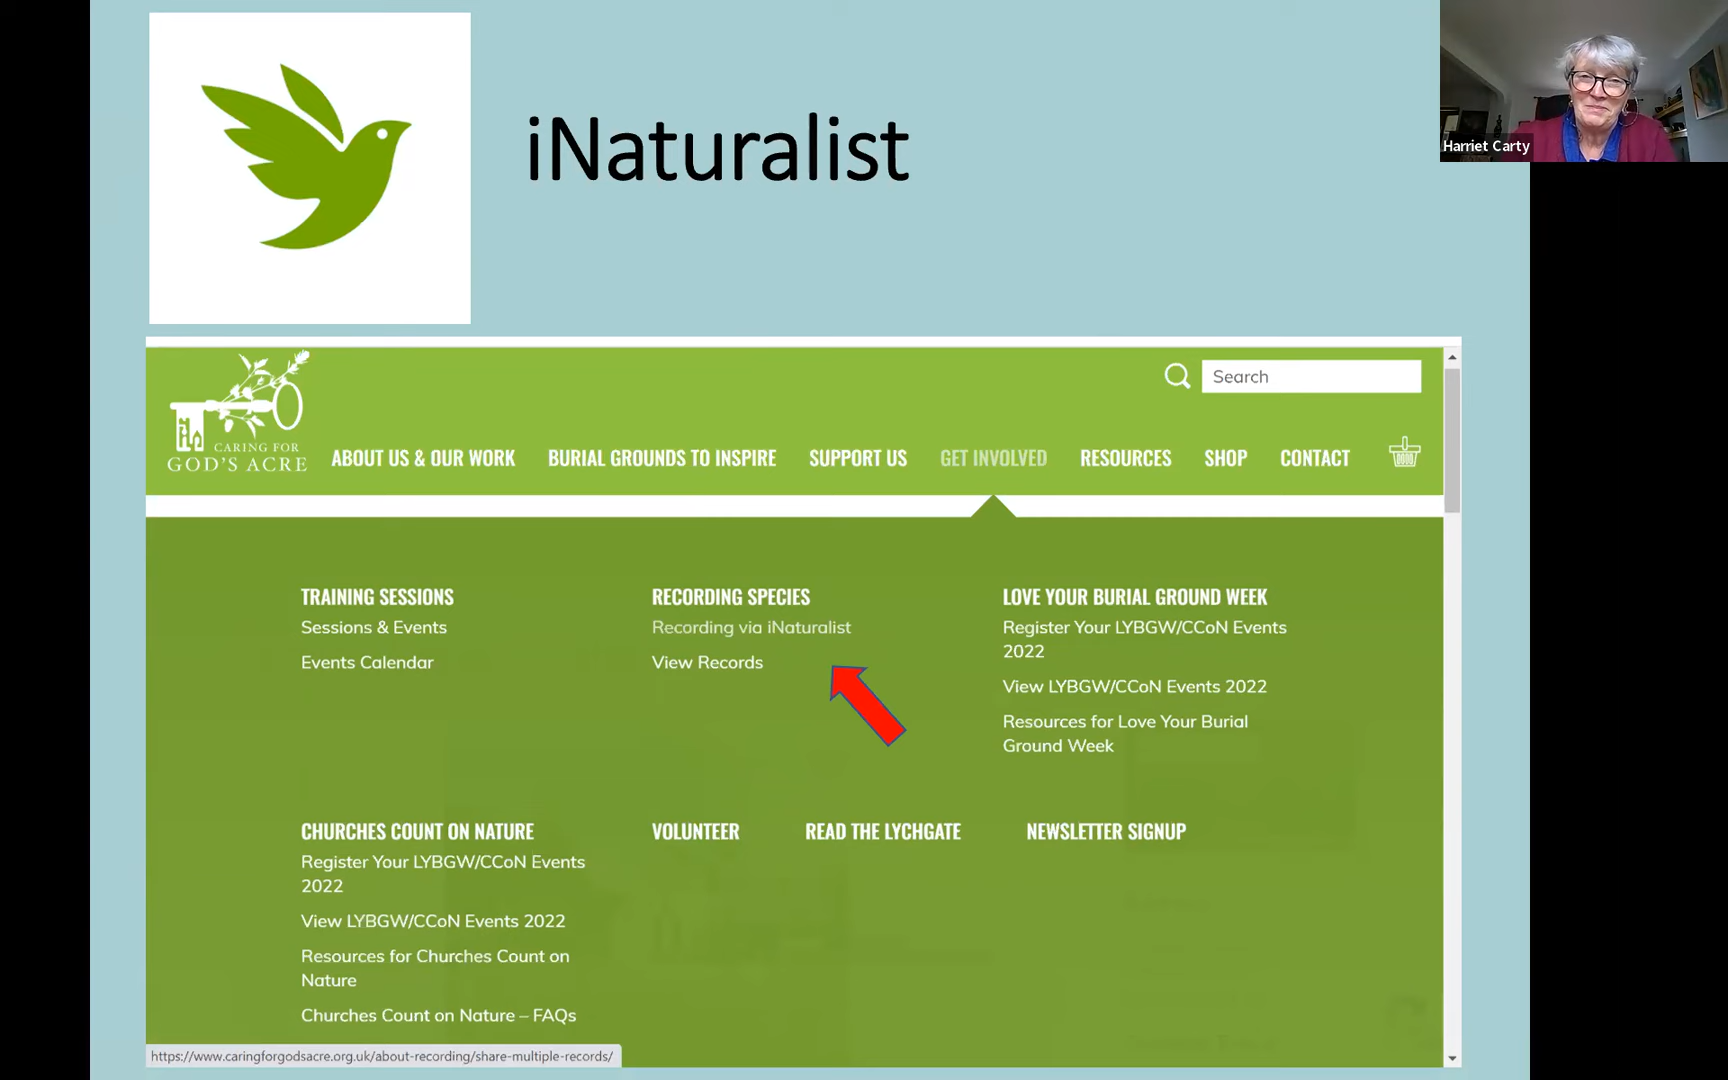 iNaturalist
Harriet Carty
CARING FOR
GOD'S ACRE
Search
ABOUT US & OUR WORK
BURIAL GROUNDS TO INSPIRE
SUPPORT US
GET INVOLVED
RESOURCES
SHOP
CONTACT
TRAINING SESSIONS
Sessions & Events
Events Calendar
RECORDING SPECIES
Recording via iNaturalist
View Records
LOVE YOUR BURIAL GROUND WEEK
Register Your LYBGW/CCoN Events
2022
View LYBGW/CCoN Events 2022
Resources for Love Your Burial
Ground Week
CHURCHES COUNT ON NATURE
Register Your LYBGW/CCoN Events
2022
View LYBGW/CCoN Events 2022
Resources for Churches Count on
Nature
Churches Count on Nature – FAQs
VOLUNTEER
READ THE LYCHGATE
NEWSLETTER SIGNUP
https://www.caringforgodsacre.org.uk/about-recording/share-multiple-records/